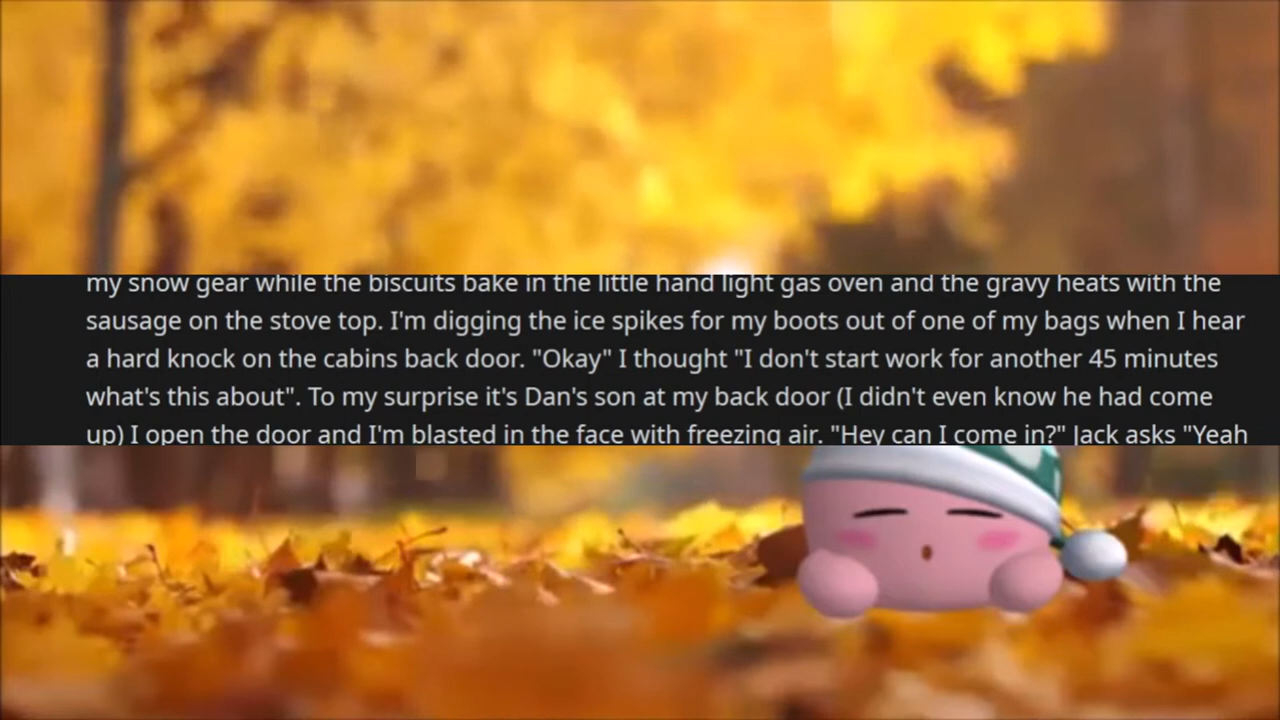 my snow gear while the biscuits bake in the little hand light gas oven and the gravy heats with the
sausage on the stove top. I'm digging the ice spikes for my boots out of one of my bags when I hear
a hard knock on the cabins back door. "Okay" I thought "I don't start work for another 45 minutes
what's this about". To my surprise it's Dan's son at my back door (I didn't even know he had come
up) I open the door and I'm blasted in the face with freezing air. "Hey can I come in?" Jack asks "Yeah